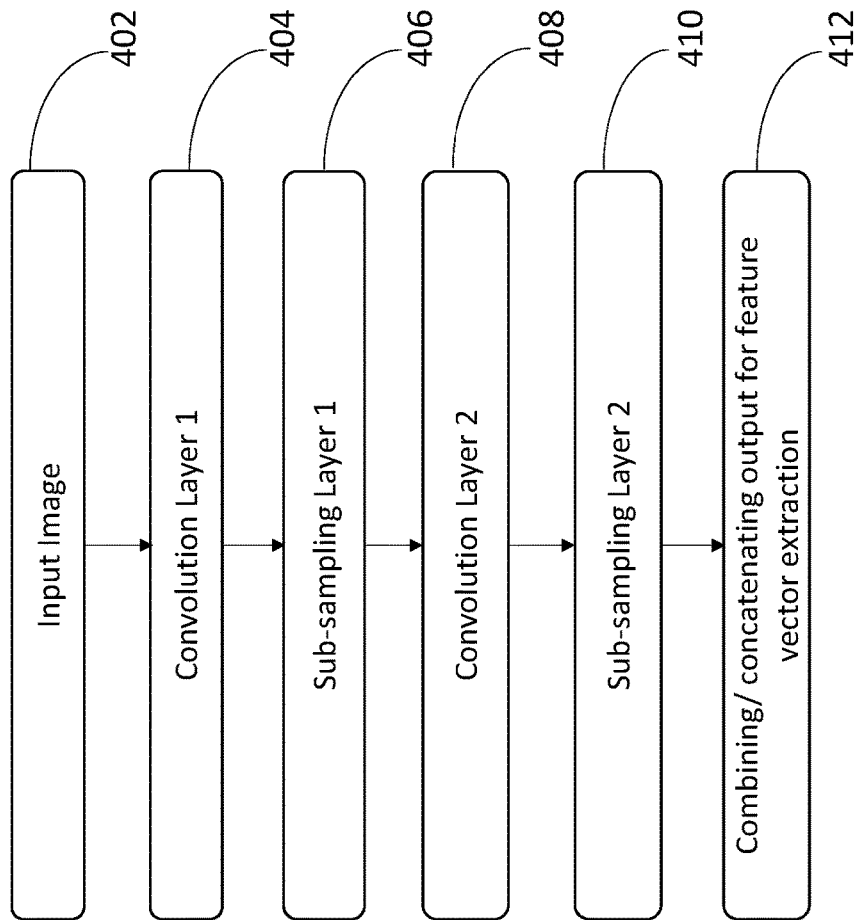 Input Image
402
Convolution Layer 1
404
Sub-sampling Layer 1
406
Convolution Layer 2
408
Sub-sampling Layer 2
410
Combining/ concatenating output for feature
vector extraction
412